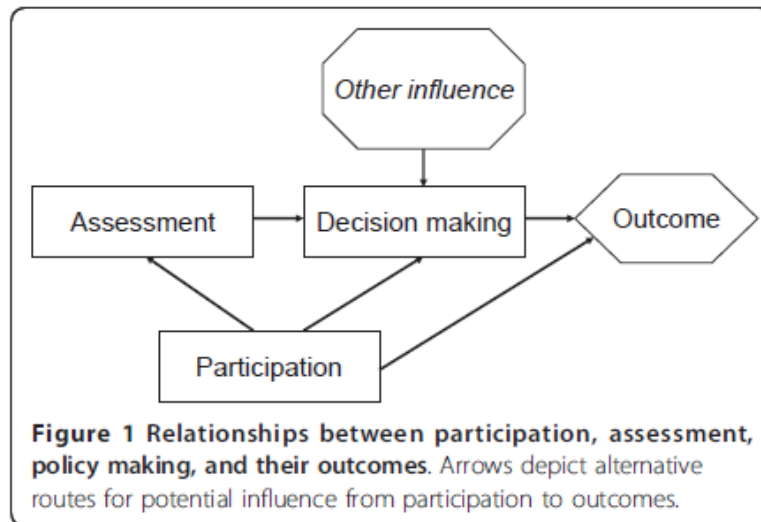 Other influence
Assessment
Decision making
Outcome
Participation
Figure 1 Relationships between participation, assessment,
policy making, and their outcomes. Arrows depict alternative
routes for potential influence from participation to outcomes.